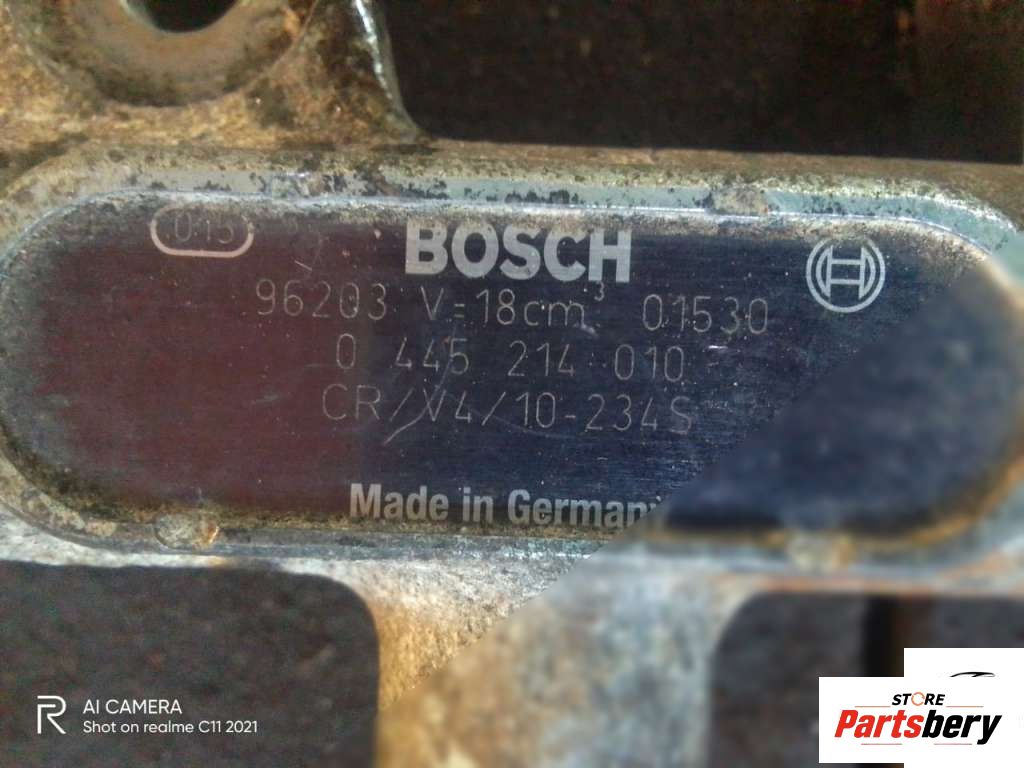 015
BOSCH
96203 V=18cm³ 01530
0 445 214 010
CR/V4/10-234S
Made in Germany
R
AI CAMERA
Shot on realme C11 2021
STORE
Partsbery